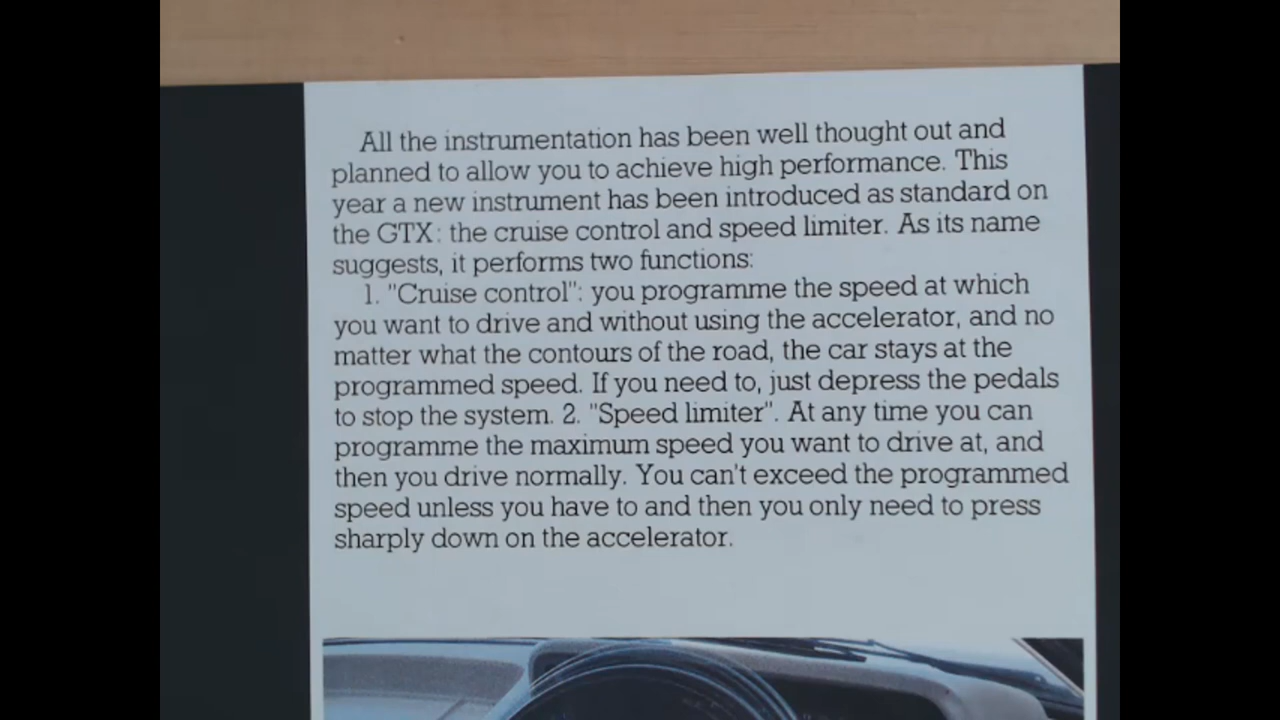 All the instrumentation has been well thought out and
planned to allow you to achieve high performance. This
year a new instrument has been introduced as standard on
the GTX: the cruise control and speed limiter. As its name
suggests, it performs two functions:
1. "Cruise control": you programme the speed at which
you want to drive and without using the accelerator, and no
matter what the contours of the road, the car stays at the
programmed speed. If you need to, just depress the pedals
to stop the system. 2. "Speed limiter". At any time you can
programme the maximum speed you want to drive at, and
then you drive normally. You can't exceed the programmed
speed unless you have to and then you only need to press
sharply down on the accelerator.